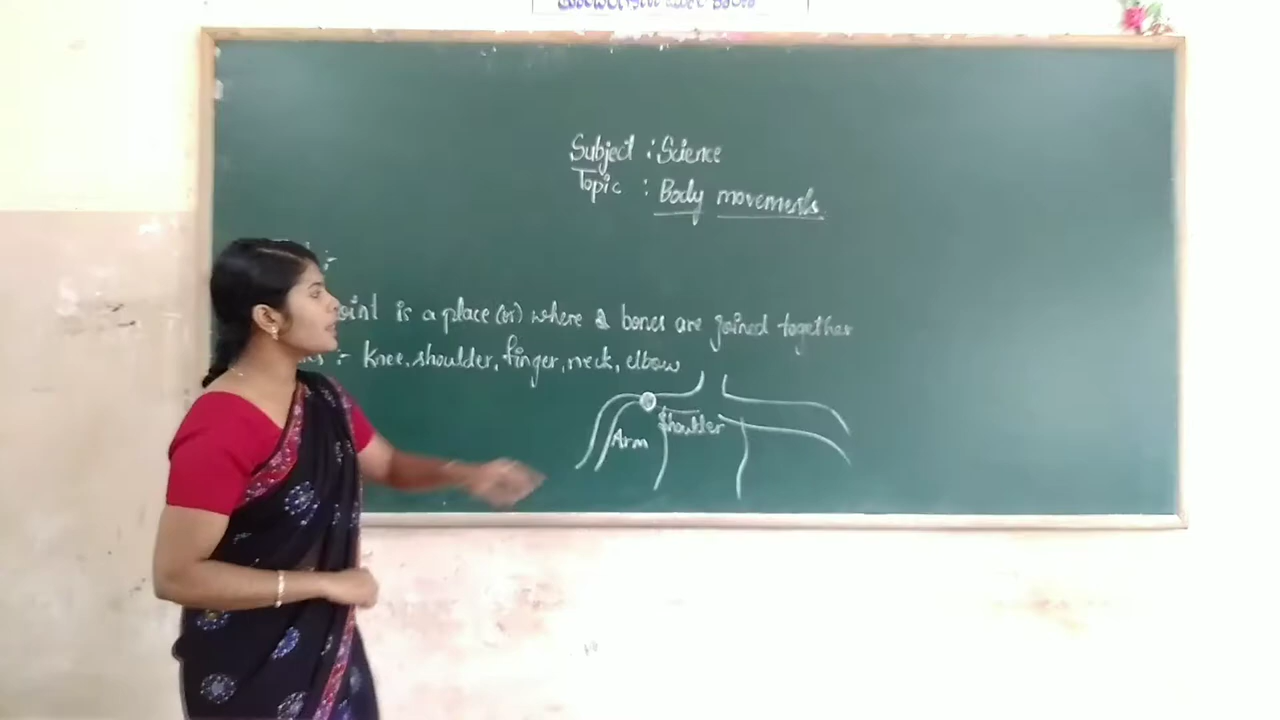 Subject : Science
Topic : Body movements
:-
oint is a place (or) where 2 bones are joined together
:- knee, shoulder, finger, neck, elbow
Shoulder
Arm